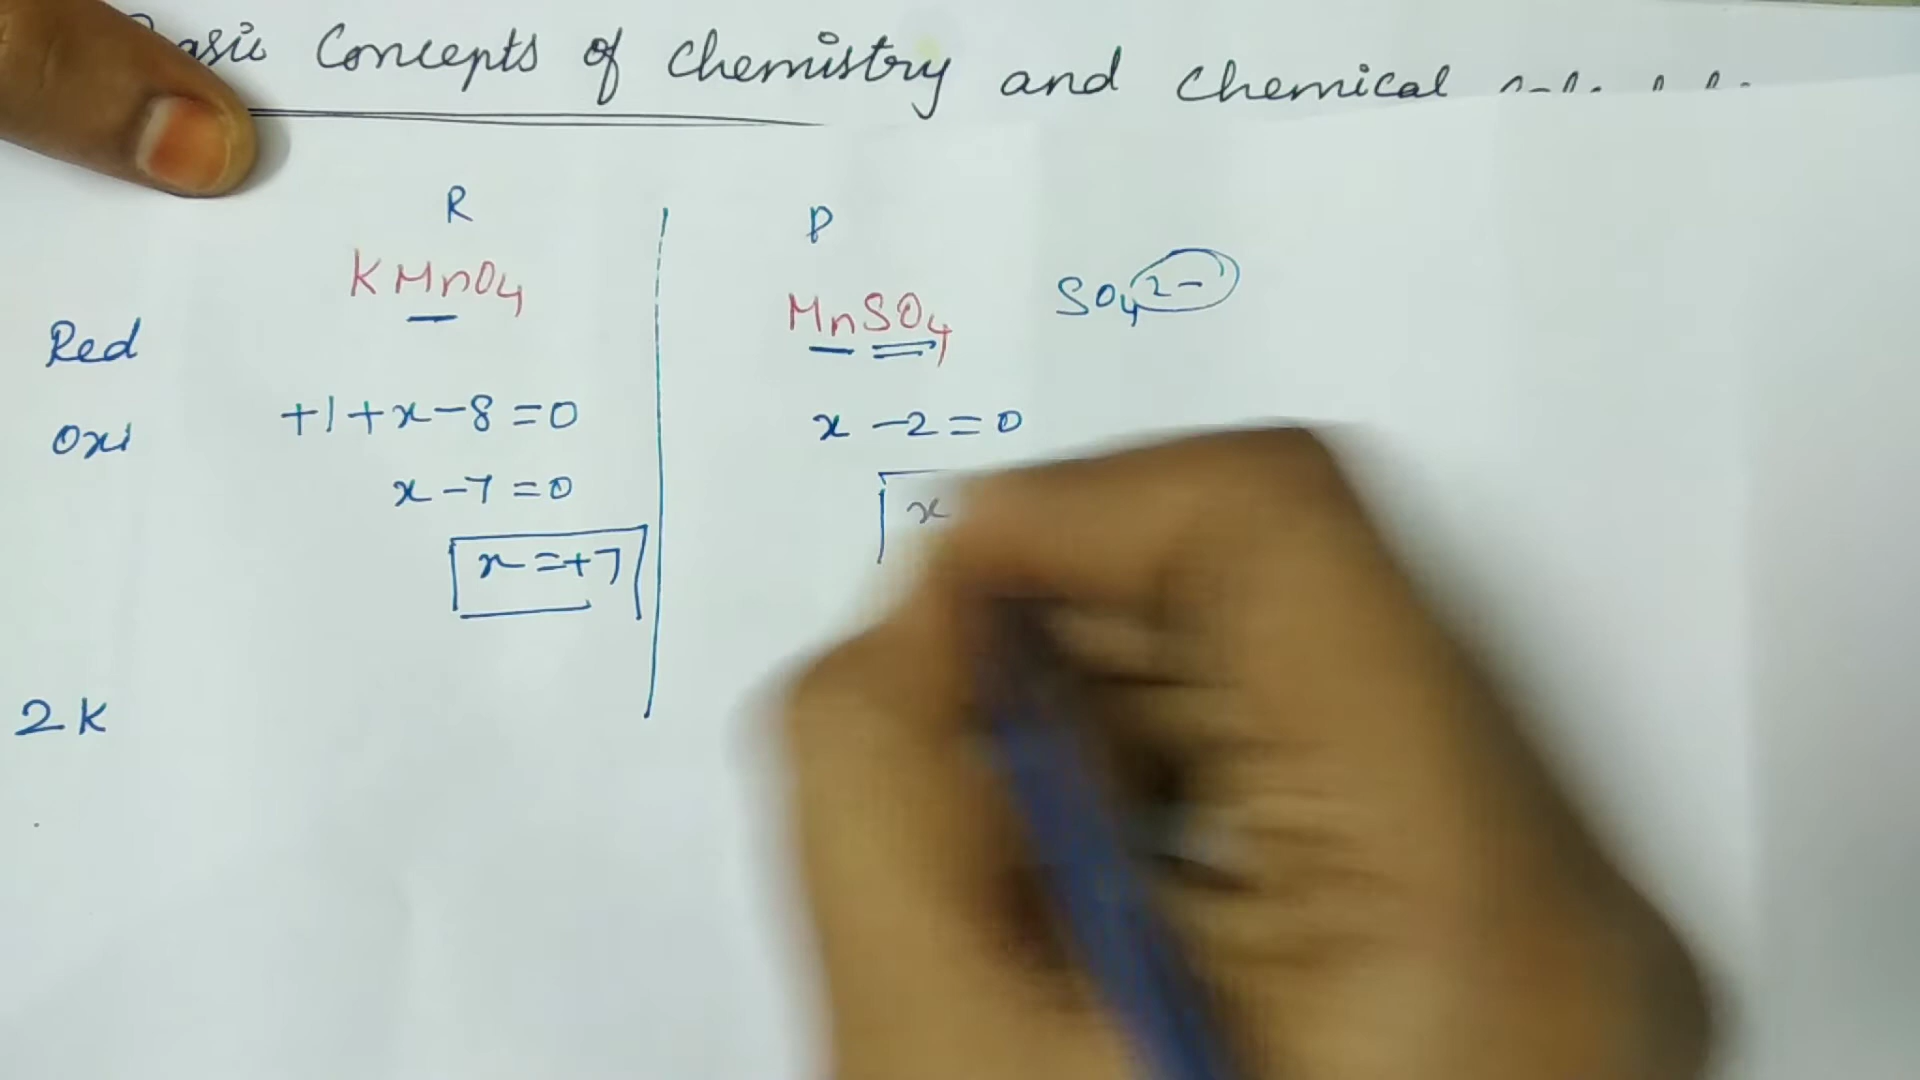 asic Concepts of Chemistry and Chemical
R
P
KMnO4
MnSO4
SO4 2-
Red
Oxi
+1+x-8=0
x-2=0
x-7=0
x
x=+7
2K